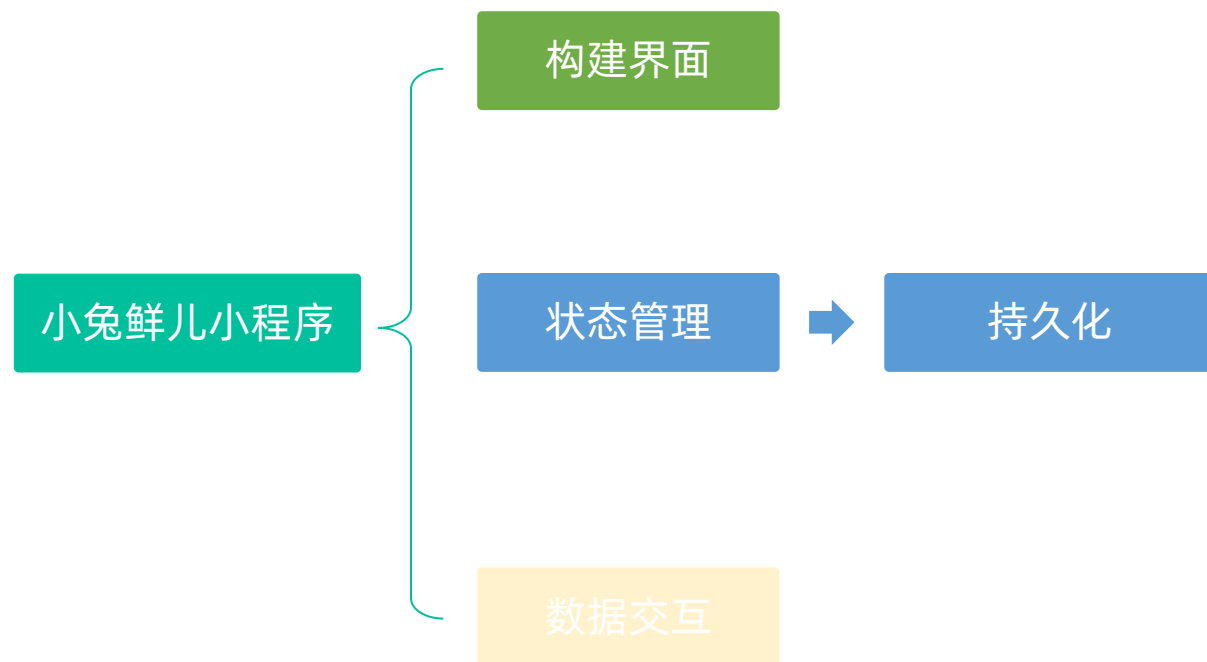 构建界面
小兔鲜儿小程序
状态管理
持久化
数据交互